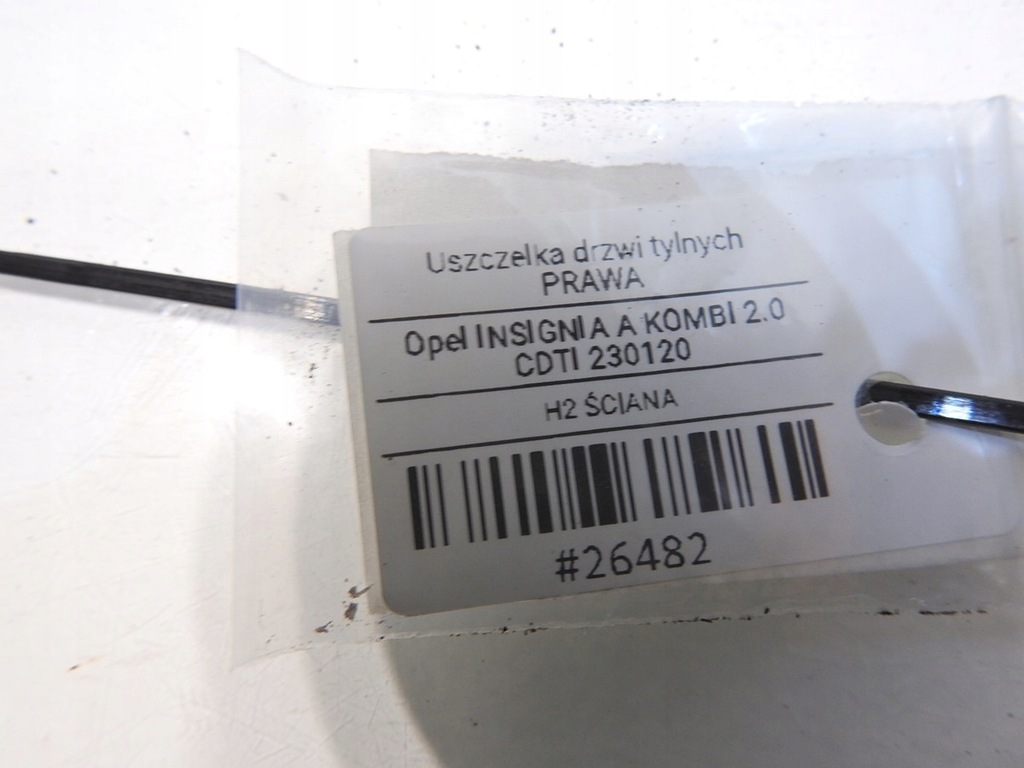 Uszczelka drzwi tylnych
PRAWA
Opel INSIGNIA A KOMBI 2.0
CDTI 230120
H2 ŚCIANA
#26482